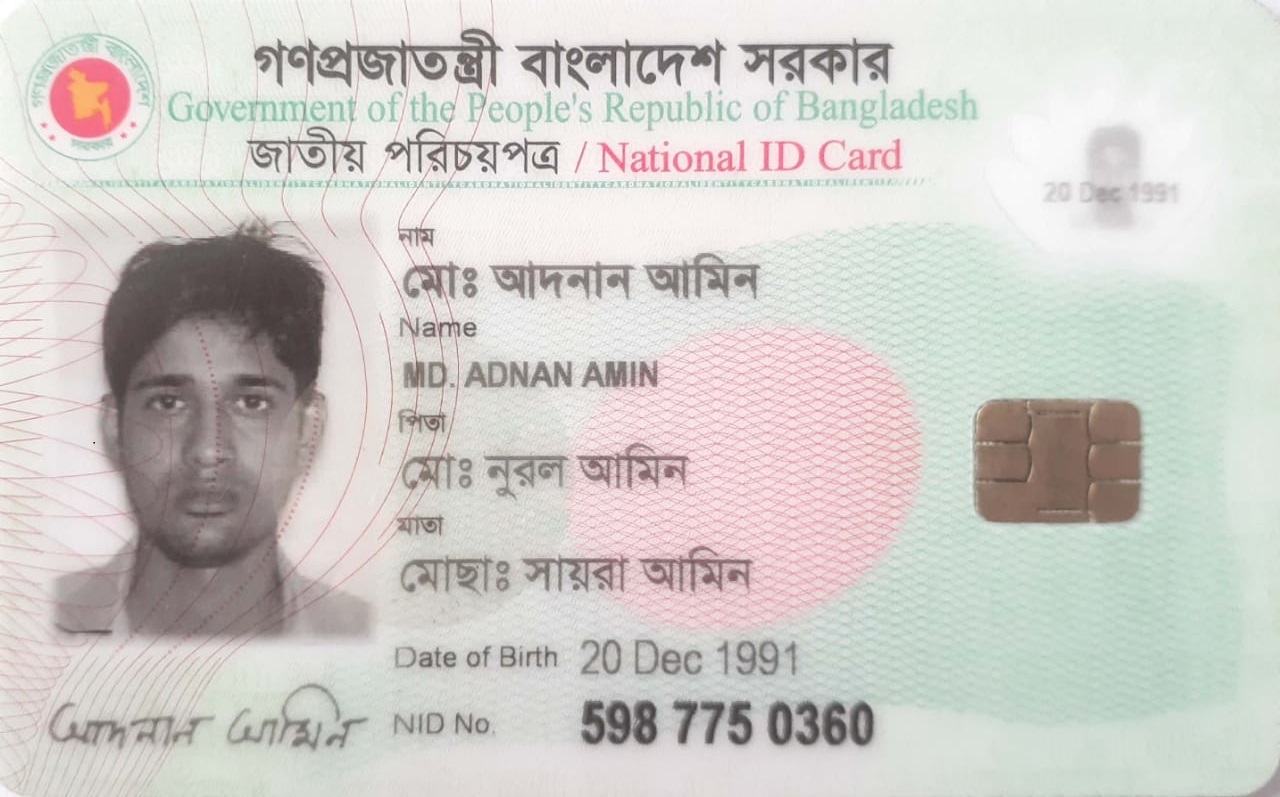 গণপ্রজাতন্ত্রী বাংলাদেশ সরকার
Government of the People's Republic of Bangladesh
জাতীয় পরিচয়পত্র / National ID Card
20 Dec 1991
নাম
মোঃ আদনান আমিন
Name
MD. ADNAN AMIN
পিতা
মোঃ নুরল আমিন
মাতা
মোছাঃ সায়রা আমিন
Date of Birth 20 Dec 1991
আদনান আমিন
NID No. 598 775 0360